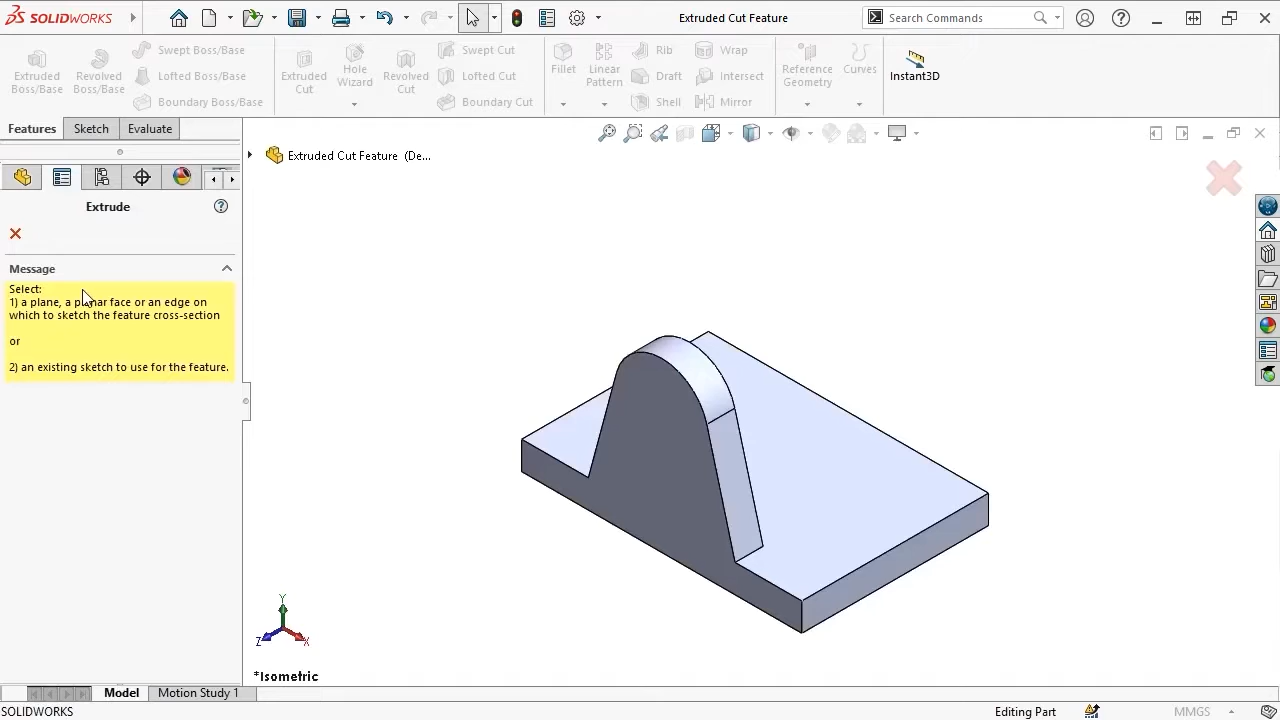 SOLIDWORKS
Extruded Cut Feature
Search Commands
Extruded
Boss/Base
Revolved
Boss/Base
Swept Boss/Base
Lofted Boss/Base
Boundary Boss/Base
Extruded
Cut
Hole
Wizard
Revolved
Cut
Swept Cut
Lofted Cut
Boundary Cut
Fillet
Linear
Pattern
Rib
Draft
Shell
Wrap
Intersect
Mirror
Reference
Geometry
Curves
Instant3D
Features
Sketch
Evaluate
Extruded Cut Feature (De...
Extrude
Message
Select:
1) a plane, a planar face or an edge on
which to sketch the feature cross-section
or
2) an existing sketch to use for the feature.
Y
Z
X
*Isometric
Model
Motion Study 1
SOLIDWORKS
Editing Part
MMGS